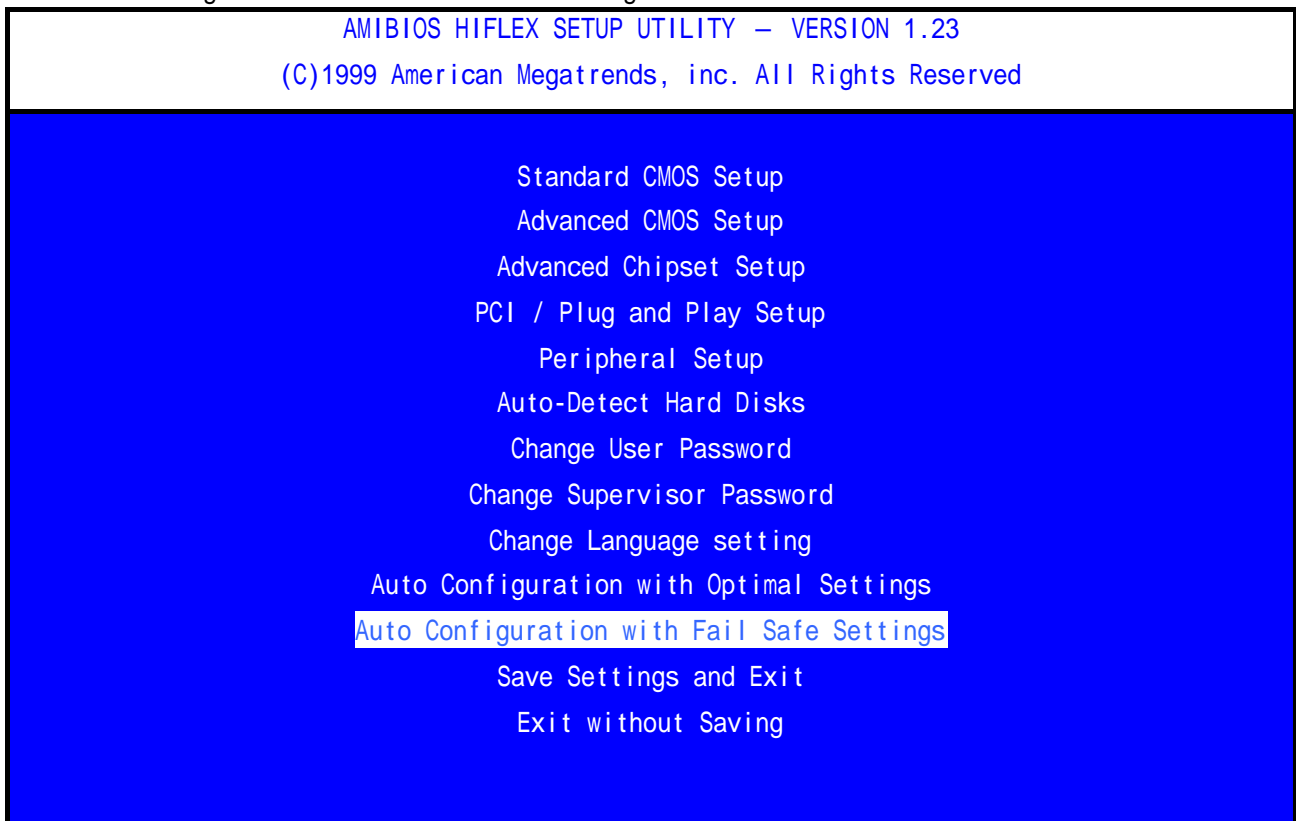 AMIBIOS HIFLEX SETUP UTILITY – VERSION 1.23
(C)1999 American Megatrends, inc. All Rights Reserved
Standard CMOS Setup
Advanced CMOS Setup
Advanced Chipset Setup
PCI / Plug and Play Setup
Peripheral Setup
Auto-Detect Hard Disks
Change User Password
Change Supervisor Password
Change Language setting
Auto Configuration with Optimal Settings
Auto Configuration with Fail Safe Settings
Save Settings and Exit
Exit without Saving